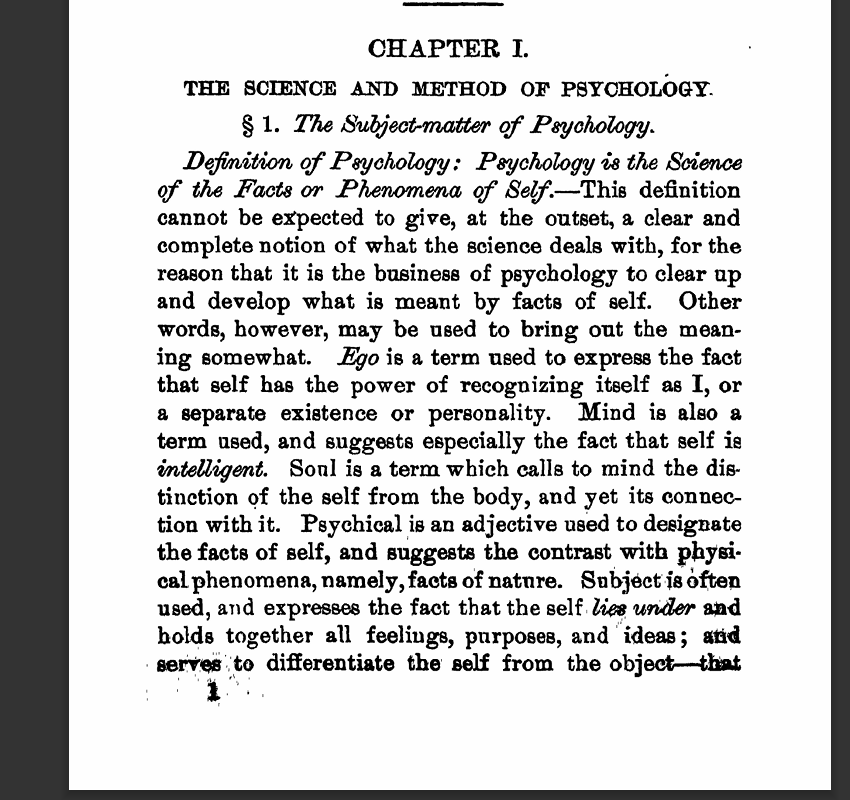 CHAPTER I.
THE SCIENCE AND METHOD OF PSYCHOLOGY.
§ 1. The Subject-matter of Psychology.
Definition of Psychology: Psychology is the Science
of the Facts or Phenomena of Self.—This definition
cannot be expected to give, at the outset, a clear and
complete notion of what the science deals with, for the
reason that it is the business of psychology to clear up
and develop what is meant by facts of self. Other
words, however, may be used to bring out the mean-
ing somewhat. Ego is a term used to express the fact
that self has the power of recognizing itself as I, or
a separate existence or personality. Mind is also a
term used, and suggests especially the fact that self is
intelligent. Soul is a term which calls to mind the dis-
tinction of the self from the body, and yet its connec-
tion with it. Psychical is an adjective used to designate
the facts of self, and suggests the contrast with physi-
cal phenomena, namely, facts of nature. Subject is often
used, and expresses the fact that the self lies under and
holds together all feelings, purposes, and ideas; and
serves to differentiate the self from the object—that
1